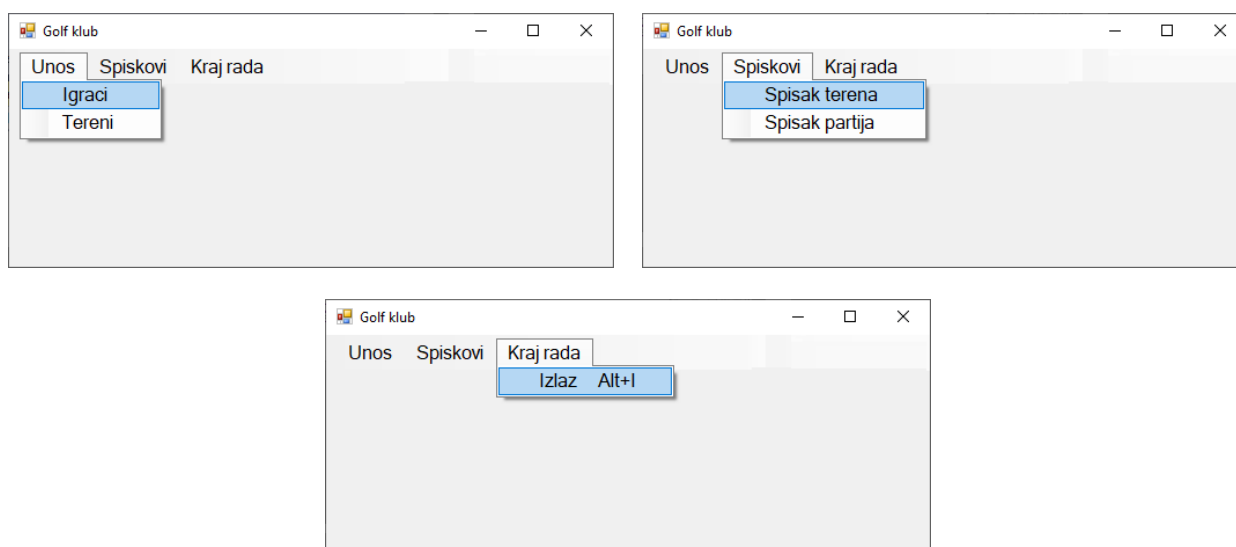 Golf klub
Unos Spiskovi Kraj rada
Igraci
Tereni
Golf klub
Unos Spiskovi Kraj rada
Spisak terena
Spisak partija
Golf klub
Unos Spiskovi Kraj rada
Izlaz Alt+I